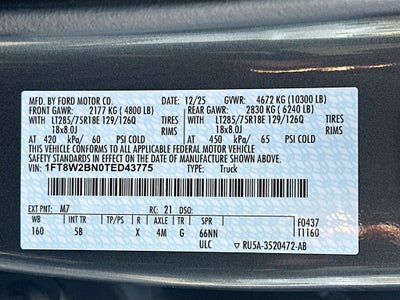 MFD. BY FORD MOTOR CO. 12/25 GVWR: 4672 KG (10300 LB)
FRONT GAWR: 2177 KG (4800 LB) REAR GAWR: 2830 KG (6240 LB)
LT285/75R18E 129/126Q TIRES LT285/75R18E 129/126Q TIRES
18x8.0J RIMS 18x8.0J RIMS
AT 420 kPa/ 60 PSI COLD AT 450 kPa/ 65 PSI COLD
THIS VEHICLE CONFORMS TO ALL APPLICABLE FEDERAL MOTOR VEHICLE
SAFETY STANDARDS IN EFFECT ON THE DATE OF MANUFACTURE SHOWN ABOVE.
VIN: 1FT8W2BN0TED43775 TYPE: Truck
EXT PNT: M7 RC: 21 DSO: F0437
WB INT TR TP/PS R AXLE TR SPR T1160
160 5B X 4M G 66NN
ULC RU5A-3520472-AB